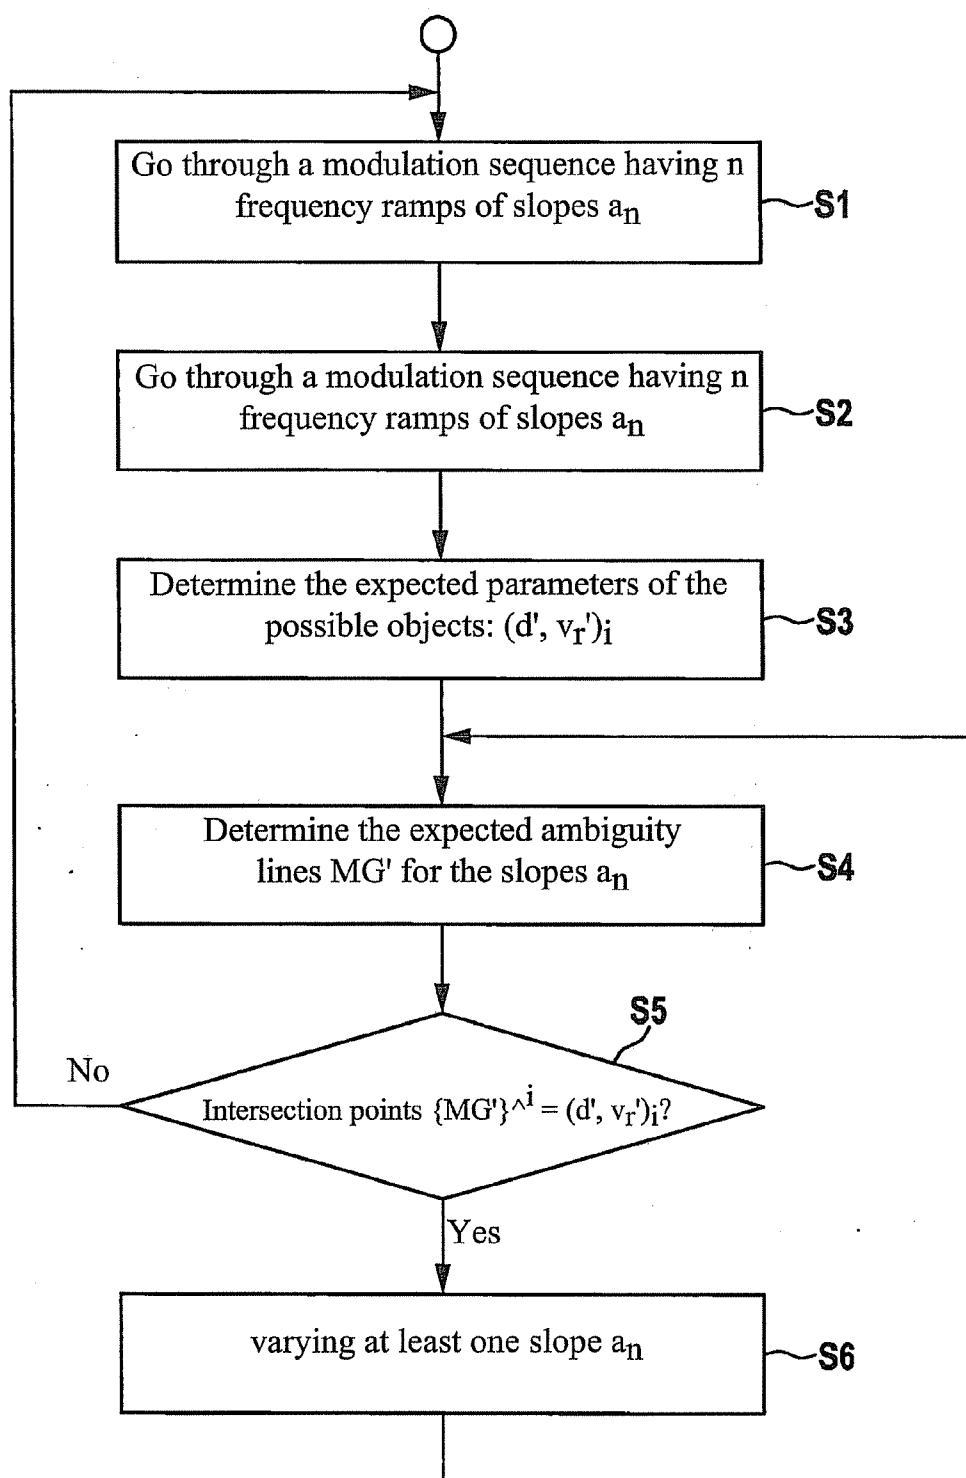 Go through a modulation sequence having n
frequency ramps of slopes an
S1
Go through a modulation sequence having n
frequency ramps of slopes an
S2
Determine the expected parameters of the
possible objects: (d', vr')i
S3
Determine the expected ambiguity
lines MG' for the slopes an
S4
S5
No
Intersection points {MG'}^i = (d', vr')i?
Yes
varying at least one slope an
S6